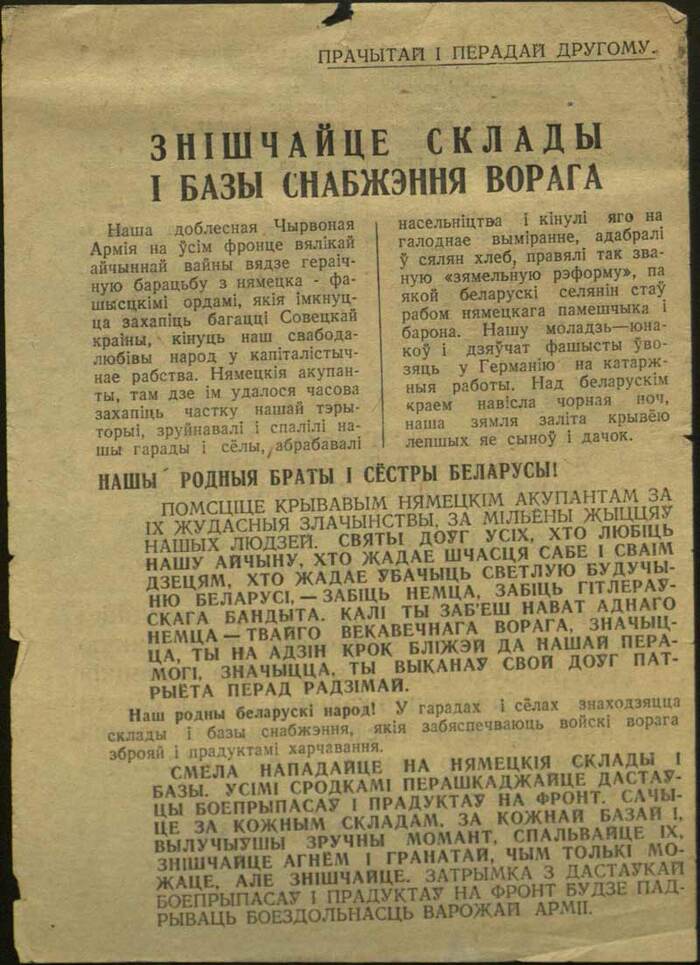 ПРАЧЫТАЙ І ПЕРАДАЙ ДРУГОМУ.
ЗНІШЧАЙЦЕ СКЛАДЫ
І БАЗЫ СНАБЖЭННЯ ВОРАГА
Наша доблесная Чырвоная
Армія на ўсім фронце вялікай
айчыннай вайны вядзе гераіч-
ную барацьбу з нямецка - фа-
шысцкімі ордамі, якія імкнуц-
ца захапіць багацці Совецкай
краіны, кінуць наш свабода-
любівы народ у капіталістыч-
нае рабства. Нямецкія акупан-
ты, там дзе ім удалося часова
захапіць частку нашай тэры-
торыі, зруйнавалі і спалілі на-
шы гарады і сёлы, абрабавалі
насельніцтва і кінулі яго на
галоднае выміранне, адабралі
ў сялян хлеб, правялі так зва-
ную «зямельную рэформу», па
якой беларускі селянін стаў
рабом нямецкага памешчыка і
барона. Нашу моладзь—юна-
коў і дзяўчат фашысты ўво-
зяць у Германію на катарж-
ныя работы. Над беларускім
краем навісла чорная ноч,
наша зямля заліта крывёю
лепшых яе сыноў і дачок.
НАШЫ РОДНЫЯ БРАТЫ І СЁСТРЫ БЕЛАРУСЫ!
ПОМСЦІЦЕ КРЫВАВЫМ НЯМЕЦКІМ АКУПАНТАМ ЗА
ІХ ЖУДАСНЫЯ ЗЛАЧЫНСТВЫ, ЗА МІЛЬЁНЫ ЖЫЦЦЯЎ
НАШЫХ ЛЮДЗЕЙ. СВЯТЫ ДОУГ УСІХ, ХТО ЛЮБІЦЬ
НАШУ АЙЧЫНУ, ХТО ЖАДАЕ ШЧАСЦЯ САБЕ І СВАІМ
ДЗЕЦЯМ, ХТО ЖАДАЕ УБАЧЫЦЬ СВЕТЛУЮ БУДУЧЫ-
НЮ БЕЛАРУСІ,—ЗАБІЦЬ НЕМЦА, ЗАБІЦЬ ГІТЛЕРАУ-
СКАГА БАНДЫТА. КАЛІ ТЫ ЗАБ'ЕШ НАВАТ АДНАГО
НЕМЦА—ТВАЙГО ВЕКАВЕЧНАГА ВОРАГА, ЗНАЧЫЦ-
ЦА, ТЫ НА АДЗІН КРОК БЛІЖЭЙ ДА НАШАЙ ПЕРА-
МОГІ, ЗНАЧЫЦЦА, ТЫ ВЫКАНАУ СВОЙ ДОУГ ПАТ-
РЫЁТА ПЕРАД РАДЗІМАЙ.
Наш родны беларускі народ! У гарадах і сёлах знаходзяцца
склады і базы снабжэння, якія забяспечваюць войскі ворага
зброяй і прадуктамі харчавання.
СМЕЛА НАПАДАЙЦЕ НА НЯМЕЦКІЯ СКЛАДЫ І
БАЗЫ. УСІМІ СРОДКАМІ ПЕРАШКАДЖАЙЦЕ ДАСТАУ-
ЦЫ БОЕПРЫПАСАУ І ПРАДУКТАУ НА ФРОНТ. САЧЫ-
ЦЕ ЗА КОЖНЫМ СКЛАДАМ. ЗА КОЖНАЙ БАЗАЙ І,
ВЫЛУЧЫУШЫ ЗРУЧНЫ МОМАНТ, СПАЛЬВАЙЦЕ ІХ,
ЗНІШЧАЙЦЕ АГНЁМ І ГРАНАТАЙ, ЧЫМ ТОЛЬКІ МО-
ЖАЦЕ, АЛЕ ЗНІШЧАЙЦЕ. ЗАТРЫМКА З ДАСТАУКАЙ
БОЕПРЫПАСАУ І ПРАДУКТАУ НА ФРОНТ БУДЗЕ ПАД-
РЫВАЦЬ БОЕЗДОЛЬНАСЦЬ ВАРОЖАЙ АРМІІ.